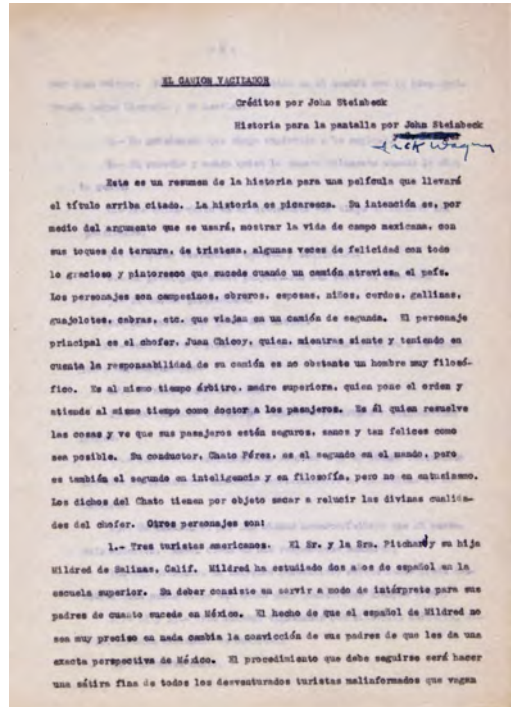 EL CAMION VACILADOR
Créditos por John Steinbeck
Historia para la pantalla por John Steinbeck
Jack Wagner
Este es un resumen de la historia para una película que llevará
el título arriba citado. La historia es picaresca. Su intención es, por
medio del argumento que se usará, mostrar la vida de campo mexicana, con
sus toques de ternura, de tristeza, algunas veces de felicidad con todo
lo gracioso y pintoresco que sucede cuando un camión atraviesa el país.
Los personajes son campesinos, obreros, esposas, niños, cerdos, gallinas,
guajolotes, cabras, etc. que viajan en un camión de segunda. El personaje
principal es el chofer, Juan Chicoy, quien, mientras siente y teniendo en
cuenta la responsabilidad de su camión es no obstante un hombre muy filosó-
fico. Es al mismo tiempo árbitro, madre superiora, quien pone el orden y
atiende al mismo tiempo como doctor a los pasajeros. Es él quien resuelve
las cosas y ve que sus pasajeros están seguros, sanos y tan felices como
sea posible. Su conductor, Chato Pérez, es el segundo en el mando, pero
es también el segundo en inteligencia y en filosofía, pero no en entusiasmo.
Los dichos del Chato tienen por objeto sacar a relucir las divinas cualida-
des del chofer. Otros personajes son:
1.- Tres turistas americanos. El Sr. y la Sra. Pitchard y su hija
Mildred de Salinas, Calif. Mildred ha estudiado dos años de español en la
escuela superior. Su deber consiste en servir a modo de intérprete para sus
padres de cuanto sucede en México. El hecho de que el español de Mildred no
sea muy preciso en nada cambia la convicción de sus padres de que les da una
exacta perspectiva de México. El procedimiento que debe seguirse será hacer
una sátira fina de todos los desventurados turistas malinformados que vagan